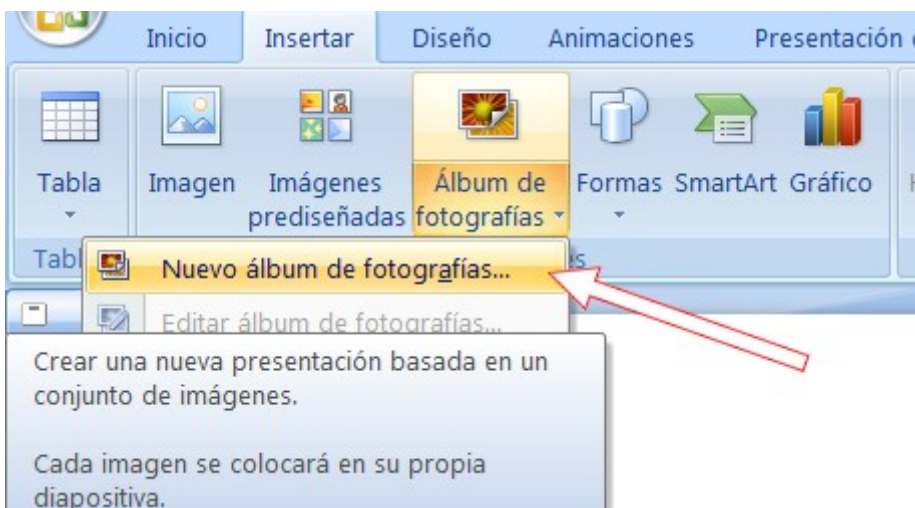 Inicio Insertar Diseño Animaciones Presentación
Tabla Imagen Imágenes prediseñadas Álbum de fotografías Formas SmartArt Gráfico
Nuevo álbum de fotografías...
Editar álbum de fotografías...
Crear una nueva presentación basada en un
conjunto de imágenes.
Cada imagen se colocará en su propia
diapositiva.